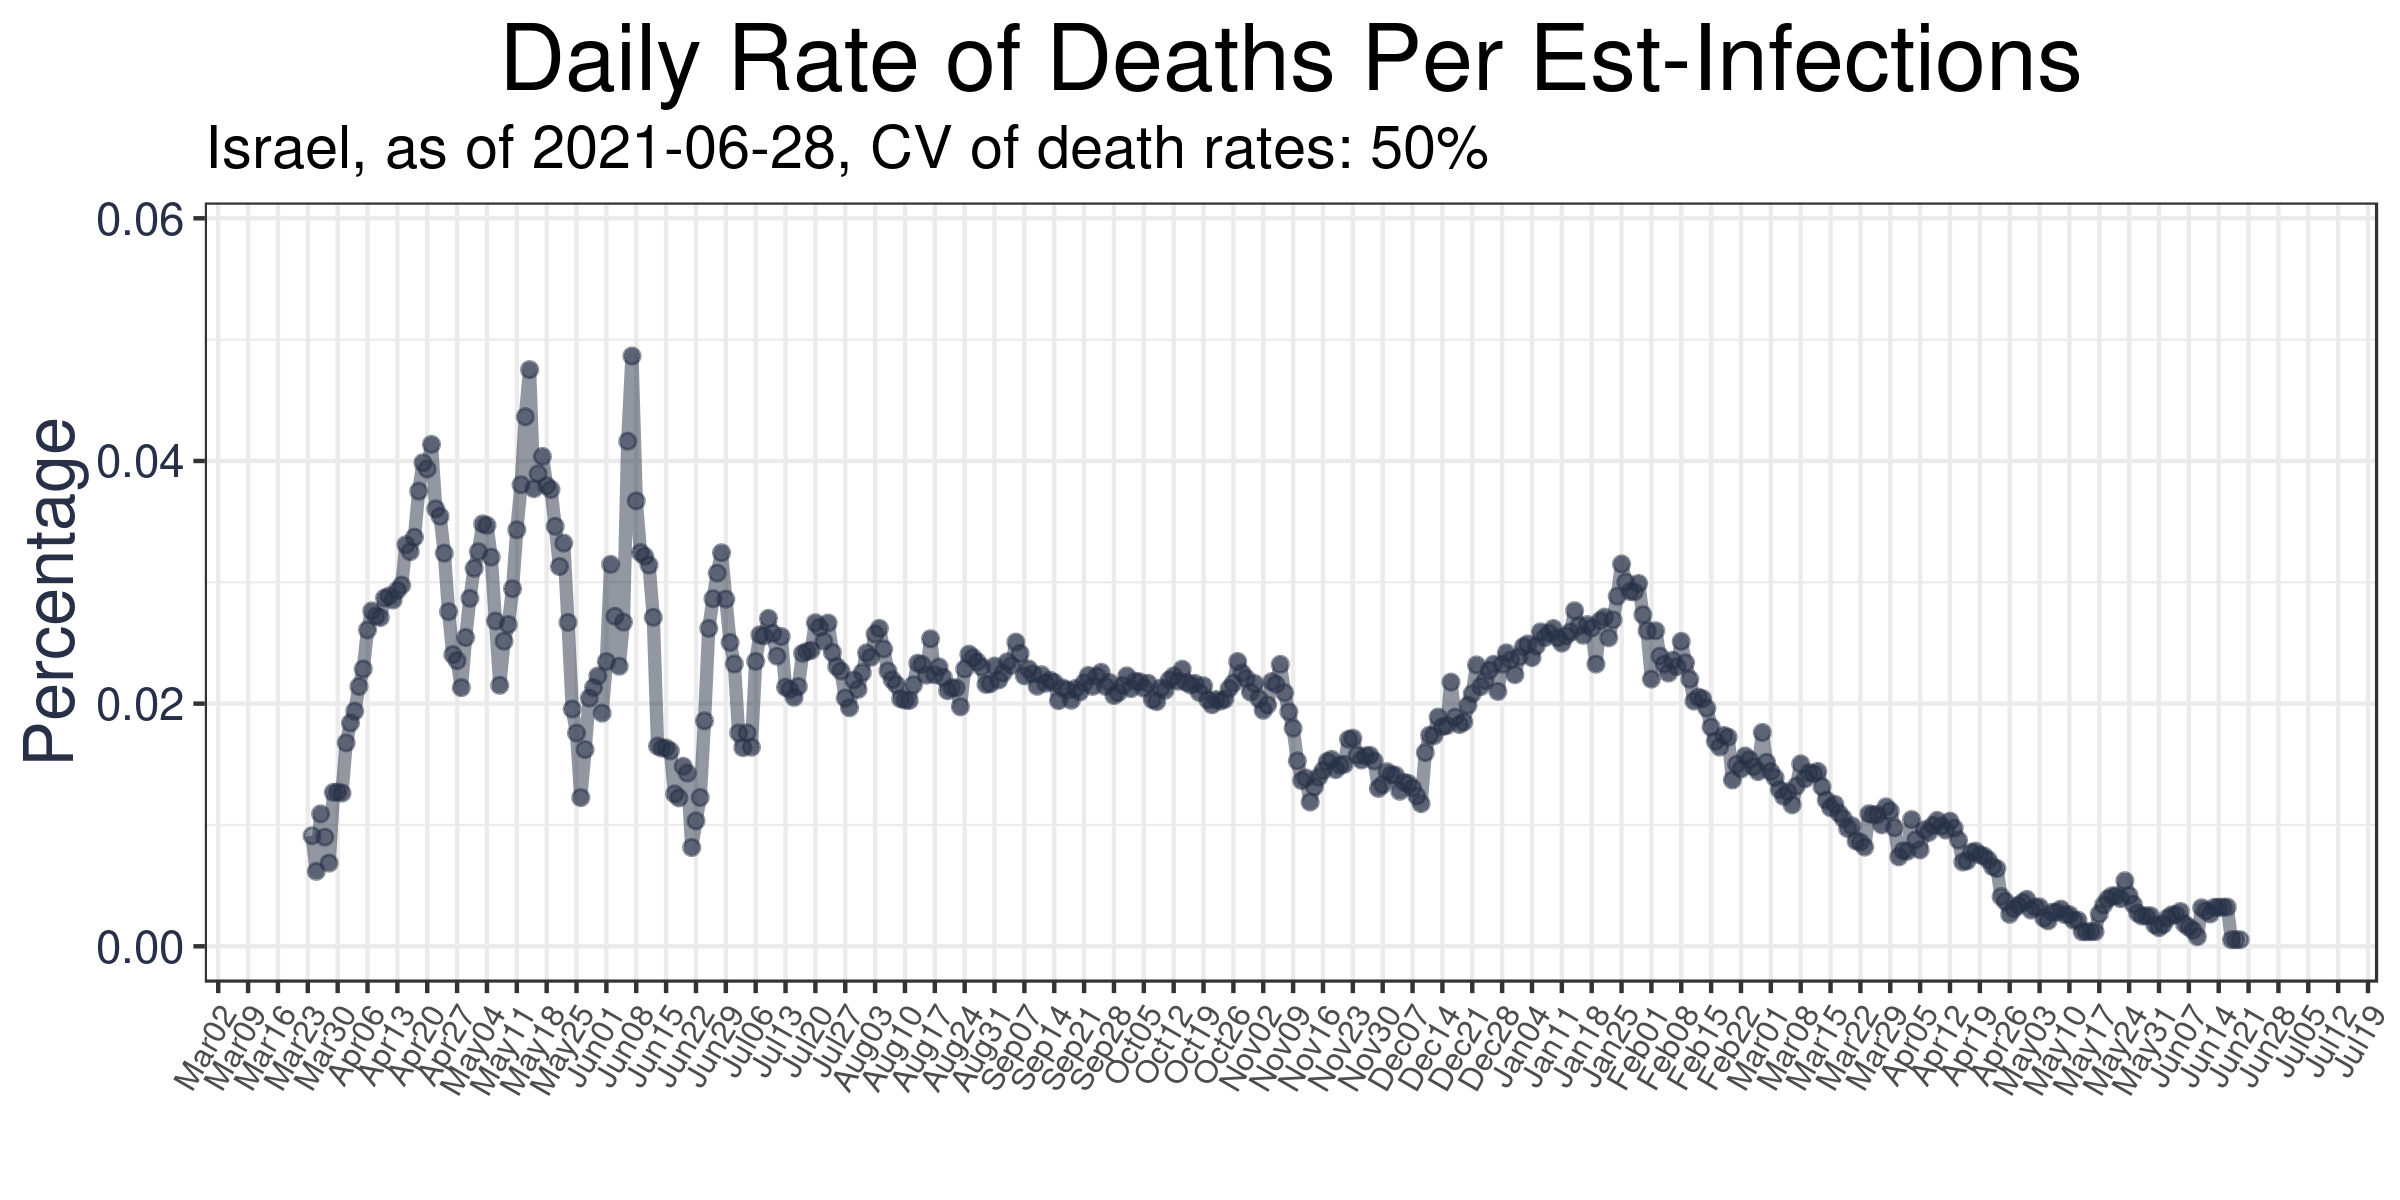 Daily Rate of Deaths Per Est-Infections
Israel, as of 2021-06-28, CV of death rates: 50%
Percentage
0.06
0.04
0.02
0.00
Mar02 Mar09 Mar16 Mar23 Mar30 Apr06 Apr13 Apr20 Apr27 May04 May11 May18 May25 Jun01 Jun08 Jun15 Jun22 Jun29 Jul06 Jul13 Jul20 Jul27 Aug03 Aug10 Aug17 Aug24 Aug31 Sep07 Sep14 Sep21 Sep28 Oct05 Oct12 Oct19 Oct26 Nov02 Nov09 Nov16 Nov23 Nov30 Dec07 Dec14 Dec21 Dec28 Jan04 Jan11 Jan18 Jan25 Feb01 Feb08 Feb15 Feb22 Mar01 Mar08 Mar15 Mar22 Mar29 Apr05 Apr12 Apr19 Apr26 May03 May10 May17 May24 May31 Jun07 Jun14 Jun21 Jun28 Jul05 Jul12 Jul19